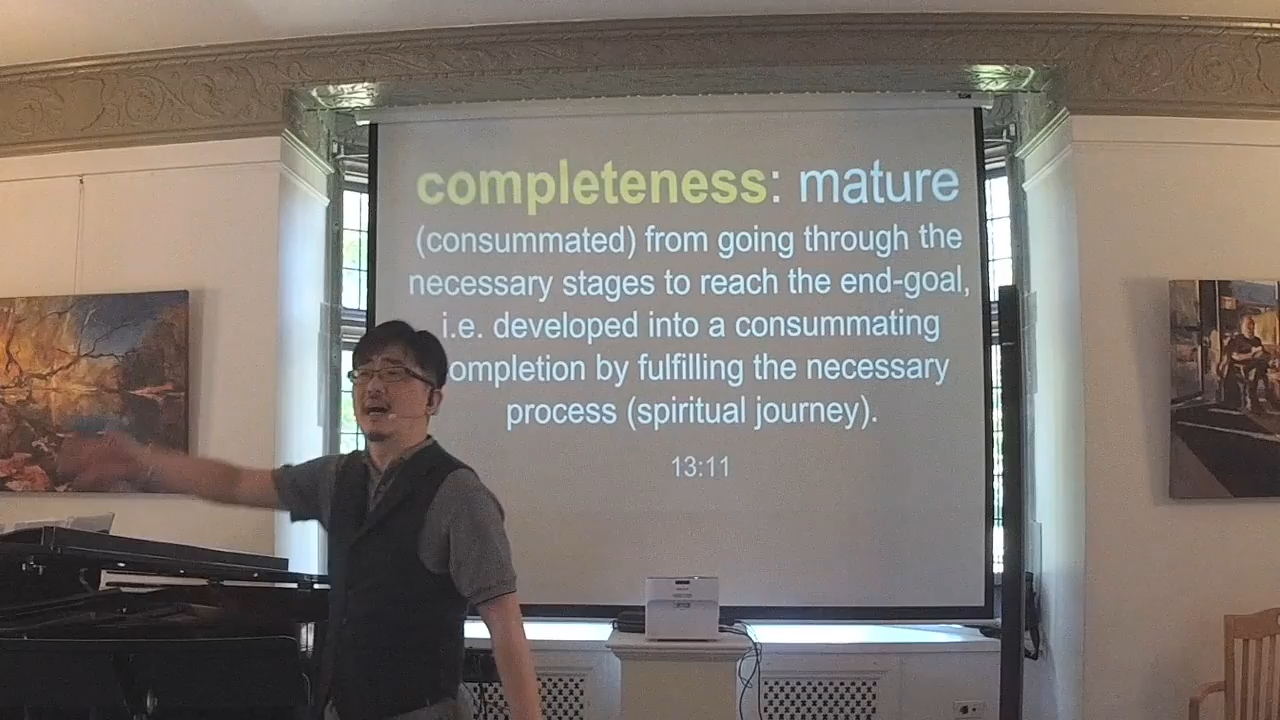 completeness: mature
(consummated) from going through the
necessary stages to reach the end-goal,
i.e. developed into a consummating
ompletion by fulfilling the necessary
process (spiritual journey).
13:11